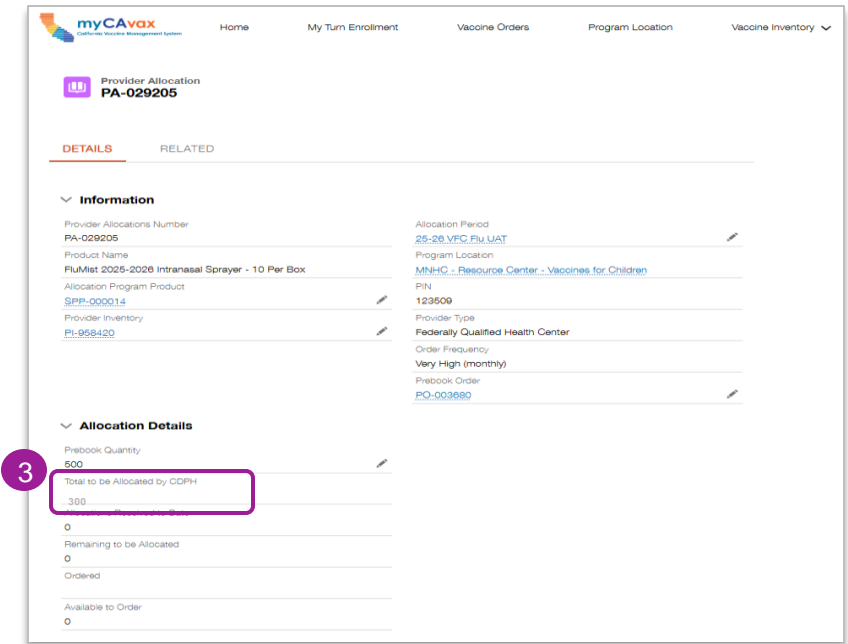 myCAvax
California Vaccine Management System
Home
My Turn Enrollment
Vaccine Orders
Program Location
Vaccine Inventory
Provider Allocation
PA-029205
DETAILS
RELATED
Information
Provider Allocations Number
PA-029205
Product Name
FluMist 2025-2026 Intranasal Sprayer - 10 Per Box
Allocation Program Product
SPP-000014
Provider Inventory
PI-958420
Allocation Period
25-26 VFC Flu UAT
Program Location
MNHC - Resource Center - Vaccines for Children
PIN
123509
Provider Type
Federally Qualified Health Center
Order Frequency
Very High (monthly)
Prebook Order
PO-003680
Allocation Details
Prebook Quantity
500
3
Total to be Allocated by CDPH
300
Allocations Received to Date
0
Remaining to be Allocated
0
Ordered
Available to Order
0